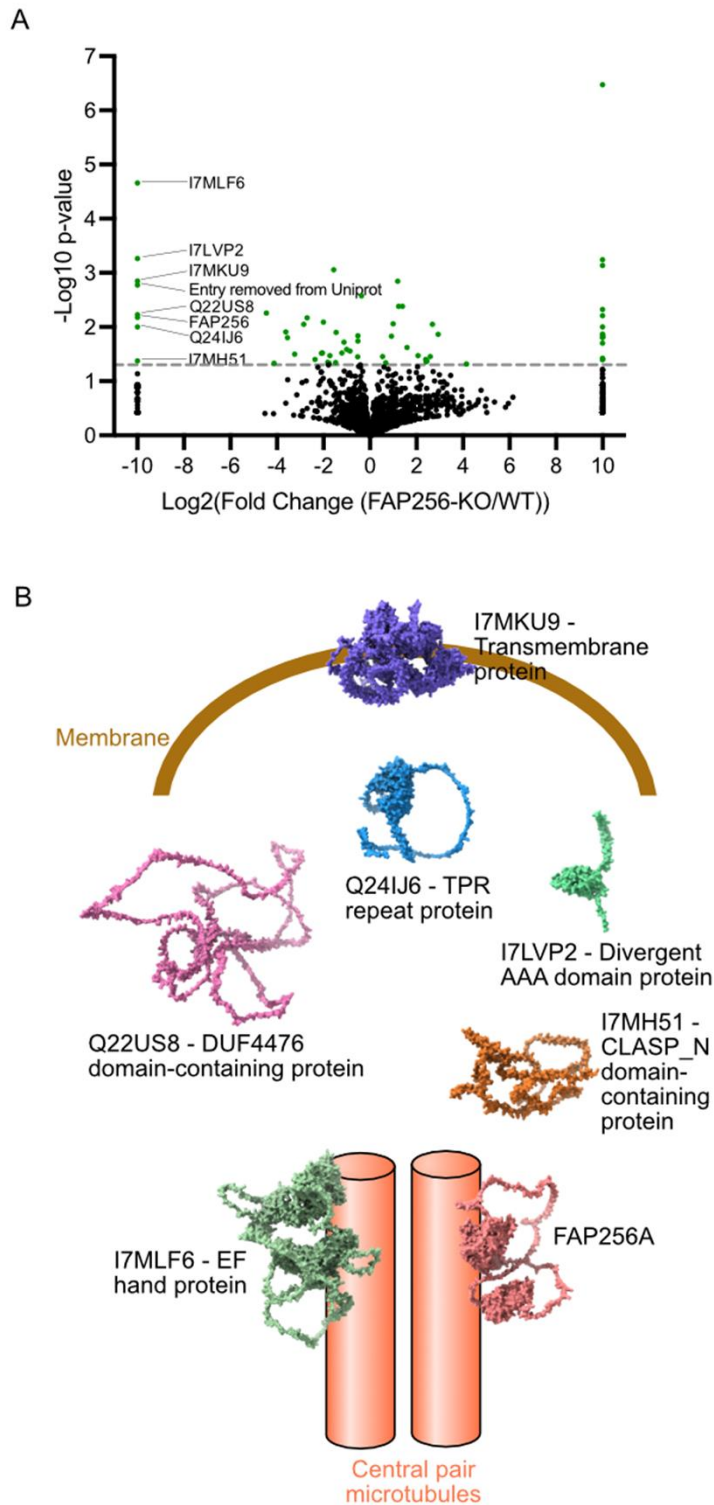 A
7
6
5
4
3
2
1
0
-Log10 p-value
I7MLF6
I7LVP2
I7MKU9
Entry removed from Uniprot
Q22US8
FAP256
Q24IJ6
I7MH51
-10 -8 -6 -4 -2 0 2 4 6 8 10
Log2(Fold Change (FAP256-KO/WT))
B
I7MKU9 -
Transmembrane
protein
Membrane
Q24IJ6 - TPR
repeat protein
I7LVP2 - Divergent
AAA domain protein
Q22US8 - DUF4476
domain-containing protein
I7MH51 -
CLASP_N
domain-
containing
protein
I7MLF6 - EF
hand protein
FAP256A
Central pair
microtubules